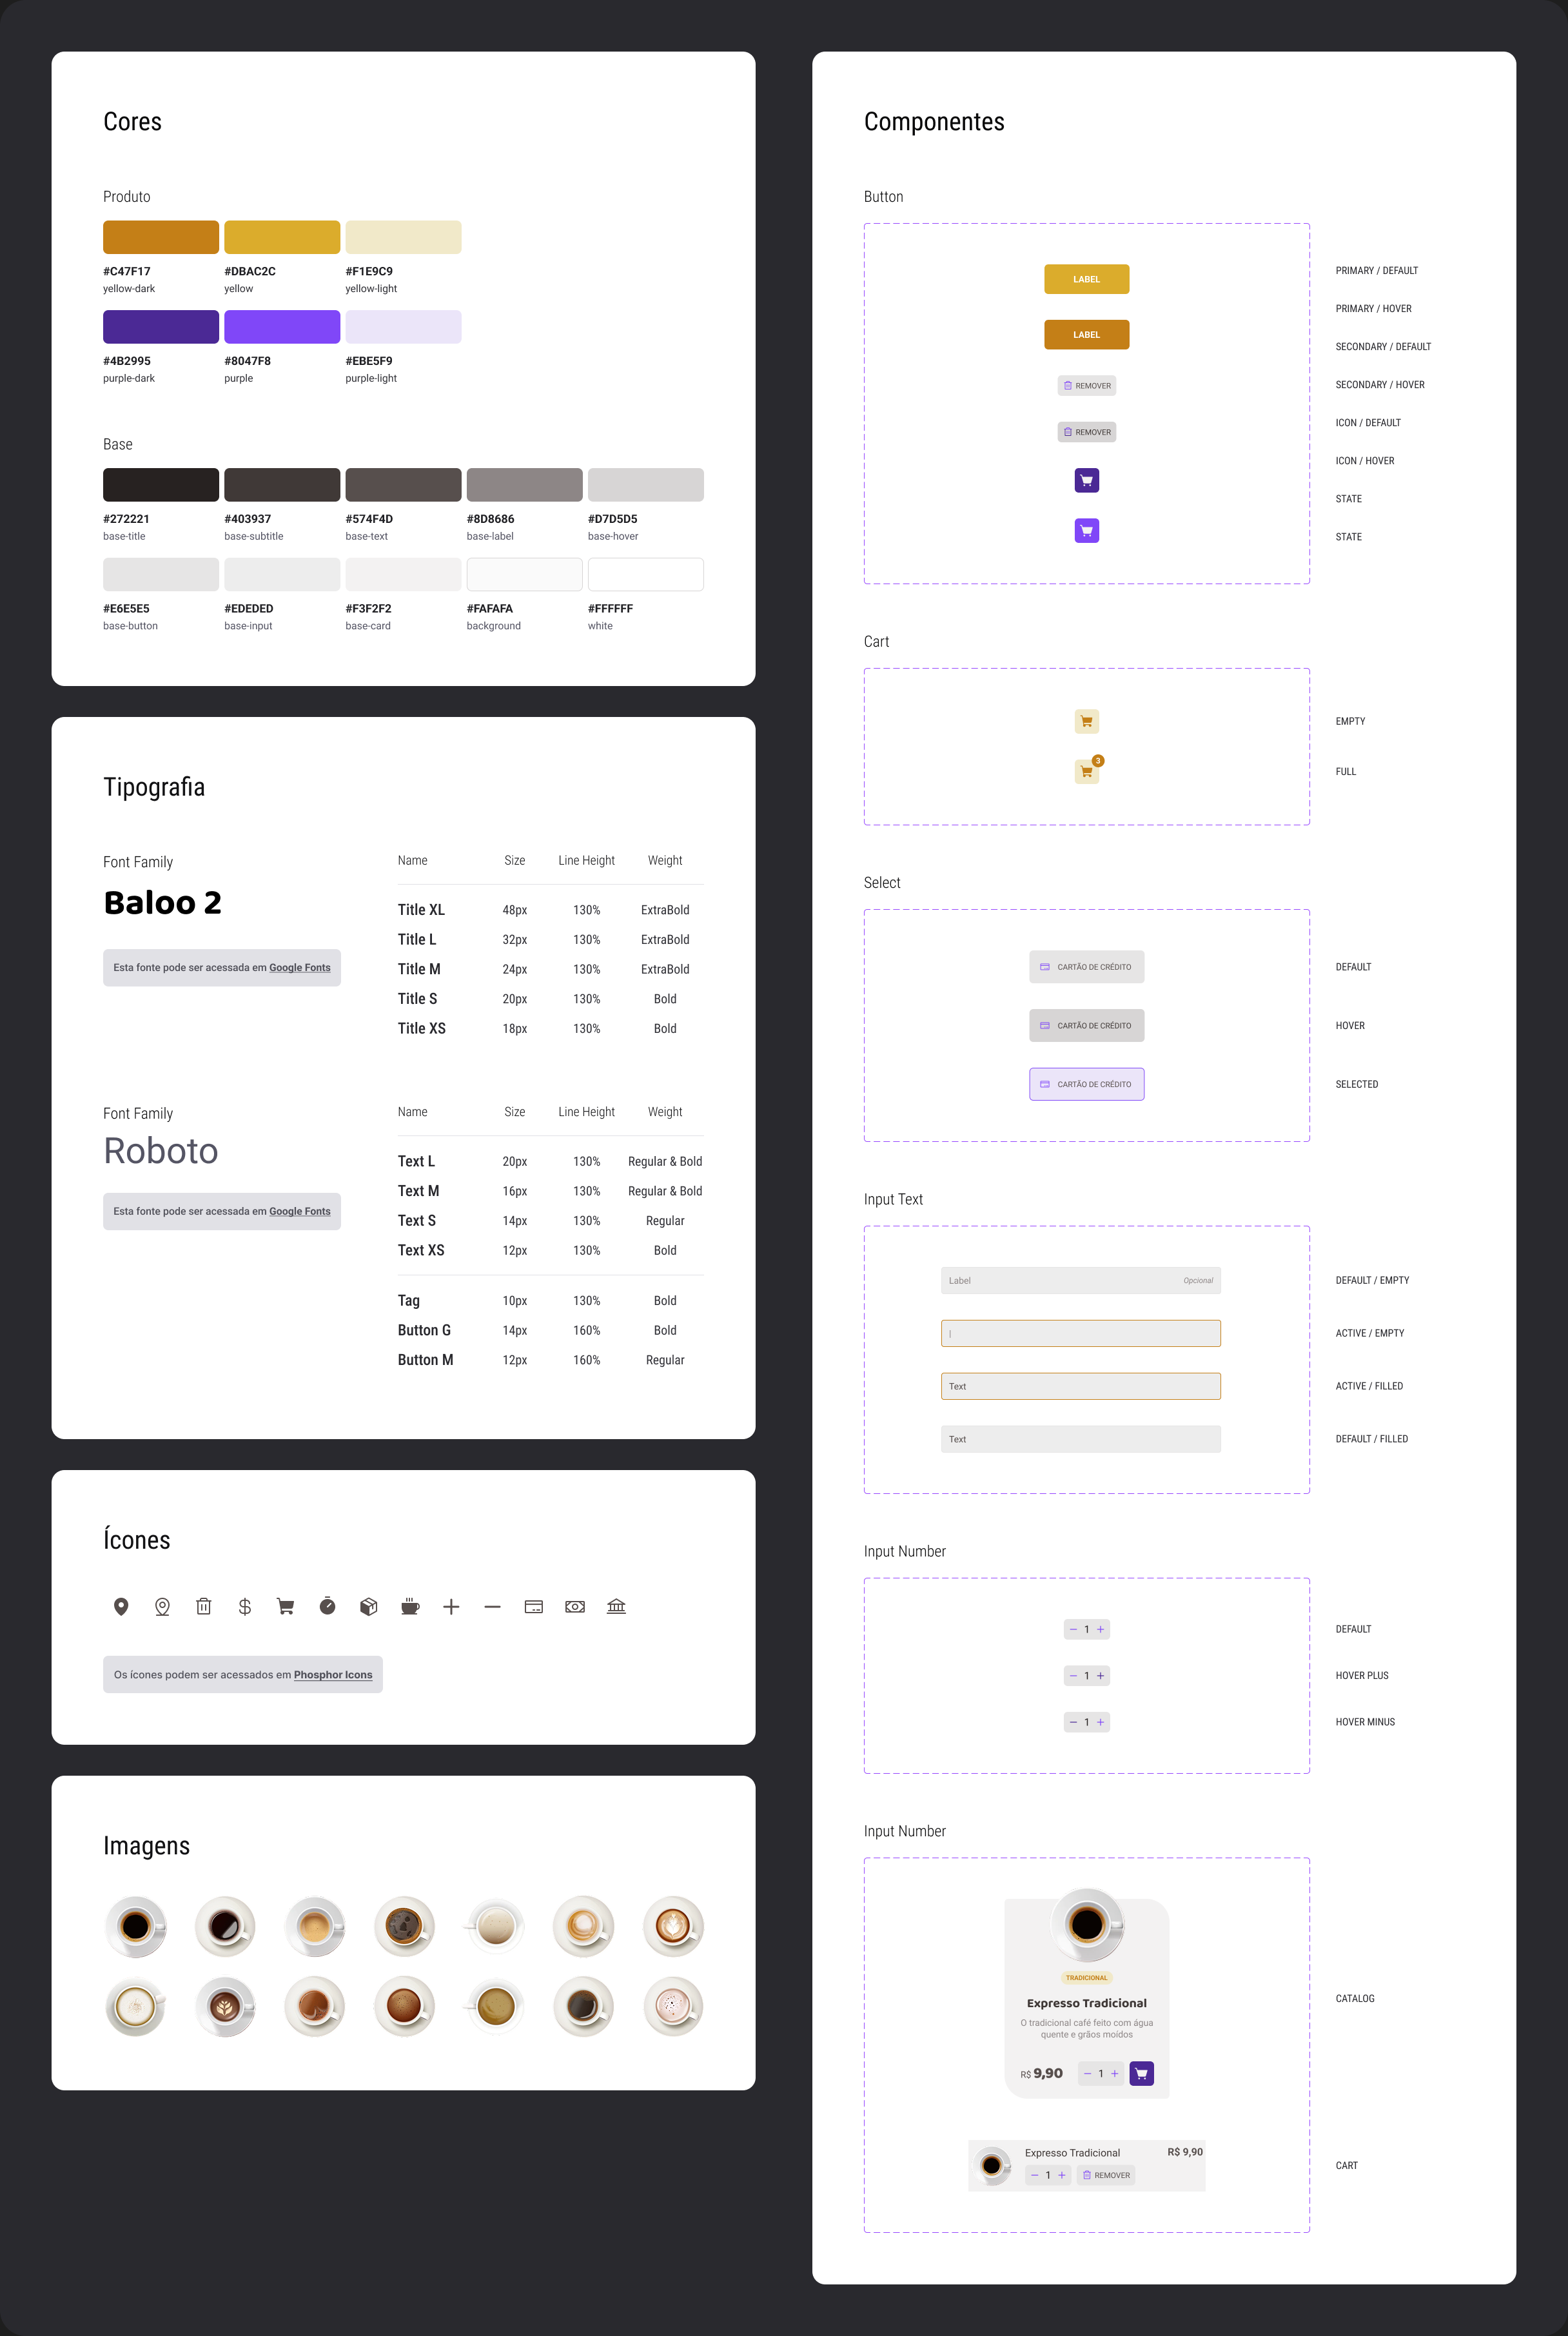 Cores
Produto
#C47F17
yellow-dark
#DBAC2C
yellow
#F1E9C9
yellow-light
#4B2995
purple-dark
#8047F8
purple
#EBE5F9
purple-light
Base
#272221
base-title
#403937
base-subtitle
#574F4D
base-text
#8D8686
base-label
#D7D5D5
base-hover
#E6E5E5
base-button
#EDEDED
base-input
#F3F2F2
base-card
#FAFAFA
background
#FFFFFF
white
Tipografia
Font Family
Baloo 2
Esta fonte pode ser acessada em Google Fonts
Name Size Line Height Weight
Title XL 48px 130% ExtraBold
Title L 32px 130% ExtraBold
Title M 24px 130% ExtraBold
Title S 20px 130% Bold
Title XS 18px 130% Bold
Font Family
Roboto
Esta fonte pode ser acessada em Google Fonts
Name Size Line Height Weight
Text L 20px 130% Regular & Bold
Text M 16px 130% Regular & Bold
Text S 14px 130% Regular
Text XS 12px 130% Bold
Tag 10px 130% Bold
Button G 14px 160% Bold
Button M 12px 160% Regular
Ícones
Os ícones podem ser acessados em Phosphor Icons
Imagens
Componentes
Button
LABEL
LABEL
REMOVER
REMOVER
PRIMARY / DEFAULT
PRIMARY / HOVER
SECONDARY / DEFAULT
SECONDARY / HOVER
ICON / DEFAULT
ICON / HOVER
STATE
STATE
Cart
EMPTY
3
FULL
Select
CARTÃO DE CRÉDITO
DEFAULT
CARTÃO DE CRÉDITO
HOVER
CARTÃO DE CRÉDITO
SELECTED
Input Text
Label Opcional
DEFAULT / EMPTY
|
ACTIVE / EMPTY
Text
ACTIVE / FILLED
Text
DEFAULT / FILLED
Input Number
1
DEFAULT
1
HOVER PLUS
1
HOVER MINUS
Input Number
TRADICIONAL
Expresso Tradicional
O tradicional café feito com água
quente e grãos moídos
R$ 9,90 1
CATALOG
Expresso Tradicional R$ 9,90
1 REMOVER
CART